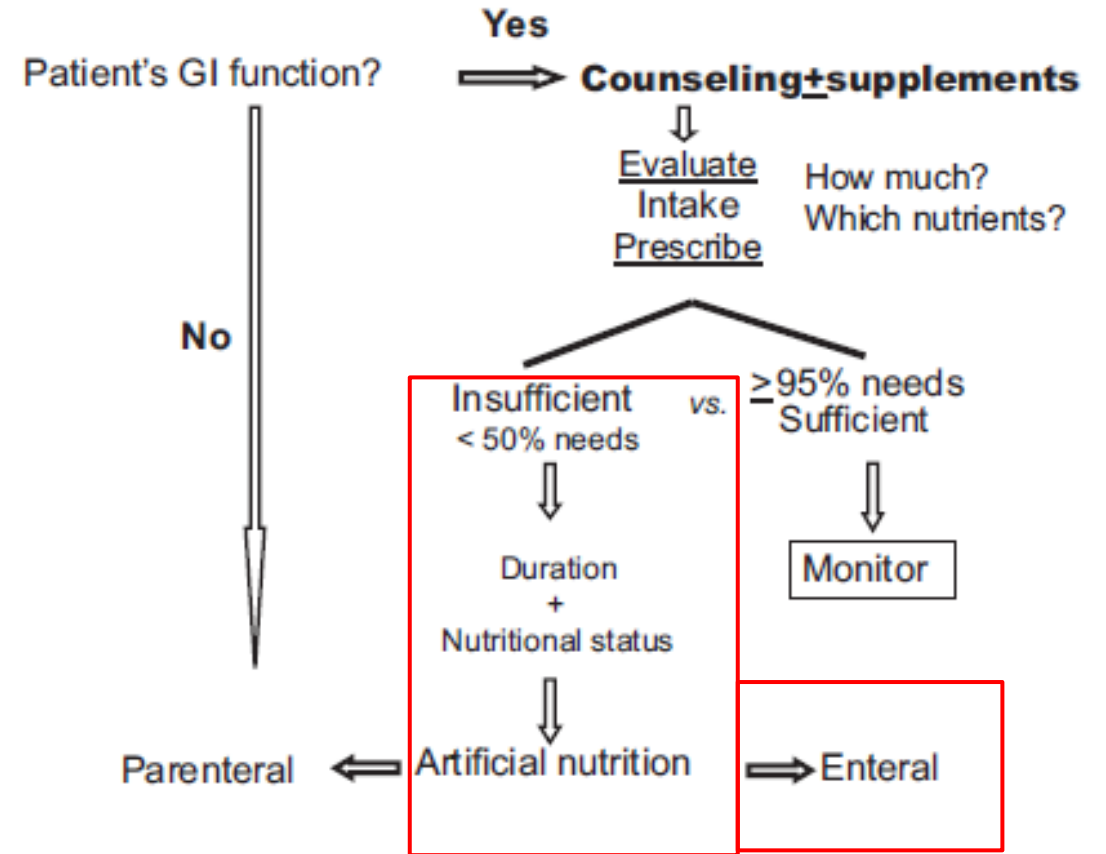 Yes
Patient's GI function?
Counseling±supplements
Evaluate
Intake
Prescribe
How much?
Which nutrients?
No
Insufficient
< 50% needs
vs.
≥95% needs
Sufficient
Duration
+
Nutritional status
Monitor
Parenteral
Artificial nutrition
Enteral